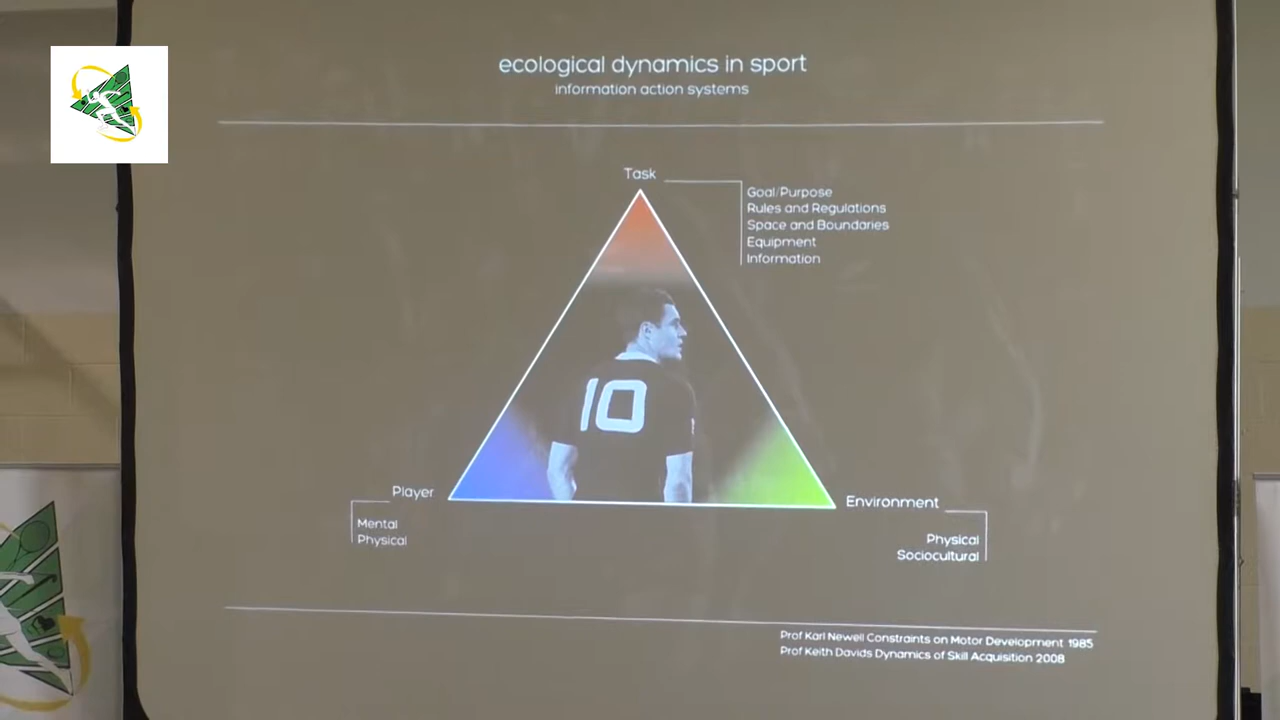 ecological dynamics in sport
information action systems
Task
Goal/Purpose
Rules and Regulations
Space and Boundaries
Equipment
Information
10
Player
Mental
Physical
Environment
Physical
Sociocultural
Prof Karl Newell Constraints on Motor Development 1985
Prof Keith Davids Dynamics of Skill Acquisition 2008